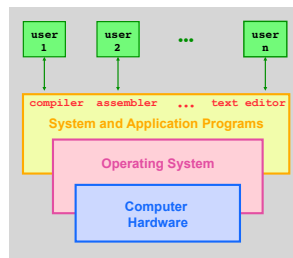 user user ... user
1 2 n
compiler assembler ... text editor
System and Application Programs
Operating System
Computer
Hardware